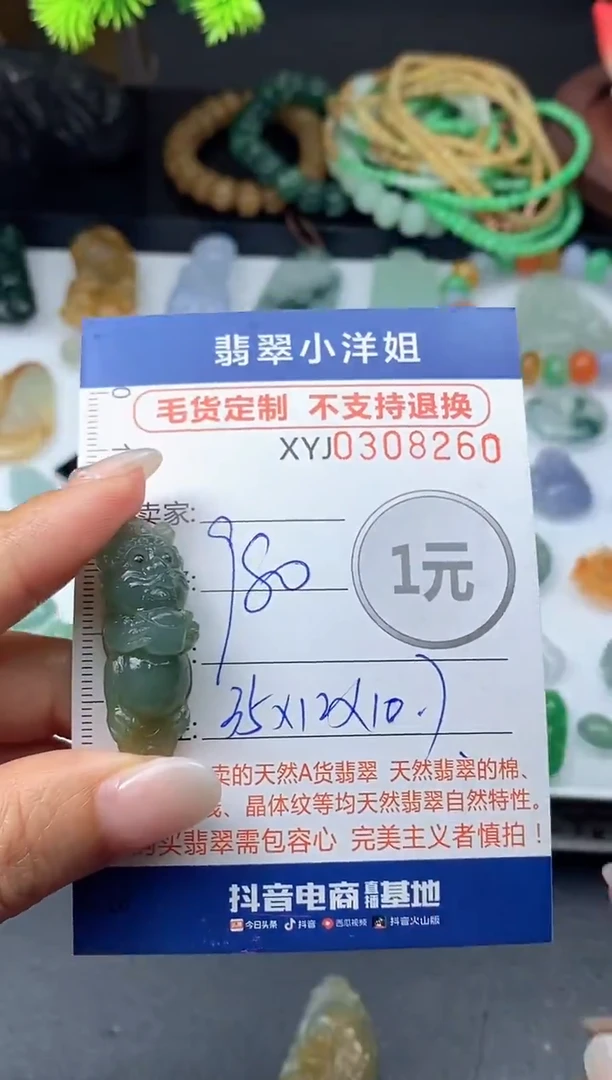 翡翠小洋姐
毛货定制 不支持退换
XYJ0308260
卖家:
980
1元
35X12X10.7
卖的天然A货翡翠 天然翡翠的棉、
、晶体纹等均天然翡翠自然特性。
买翡翠需包容心 完美主义者慎拍!
抖音电商直播基地
今日头条 抖音 西瓜视频 抖音火山版